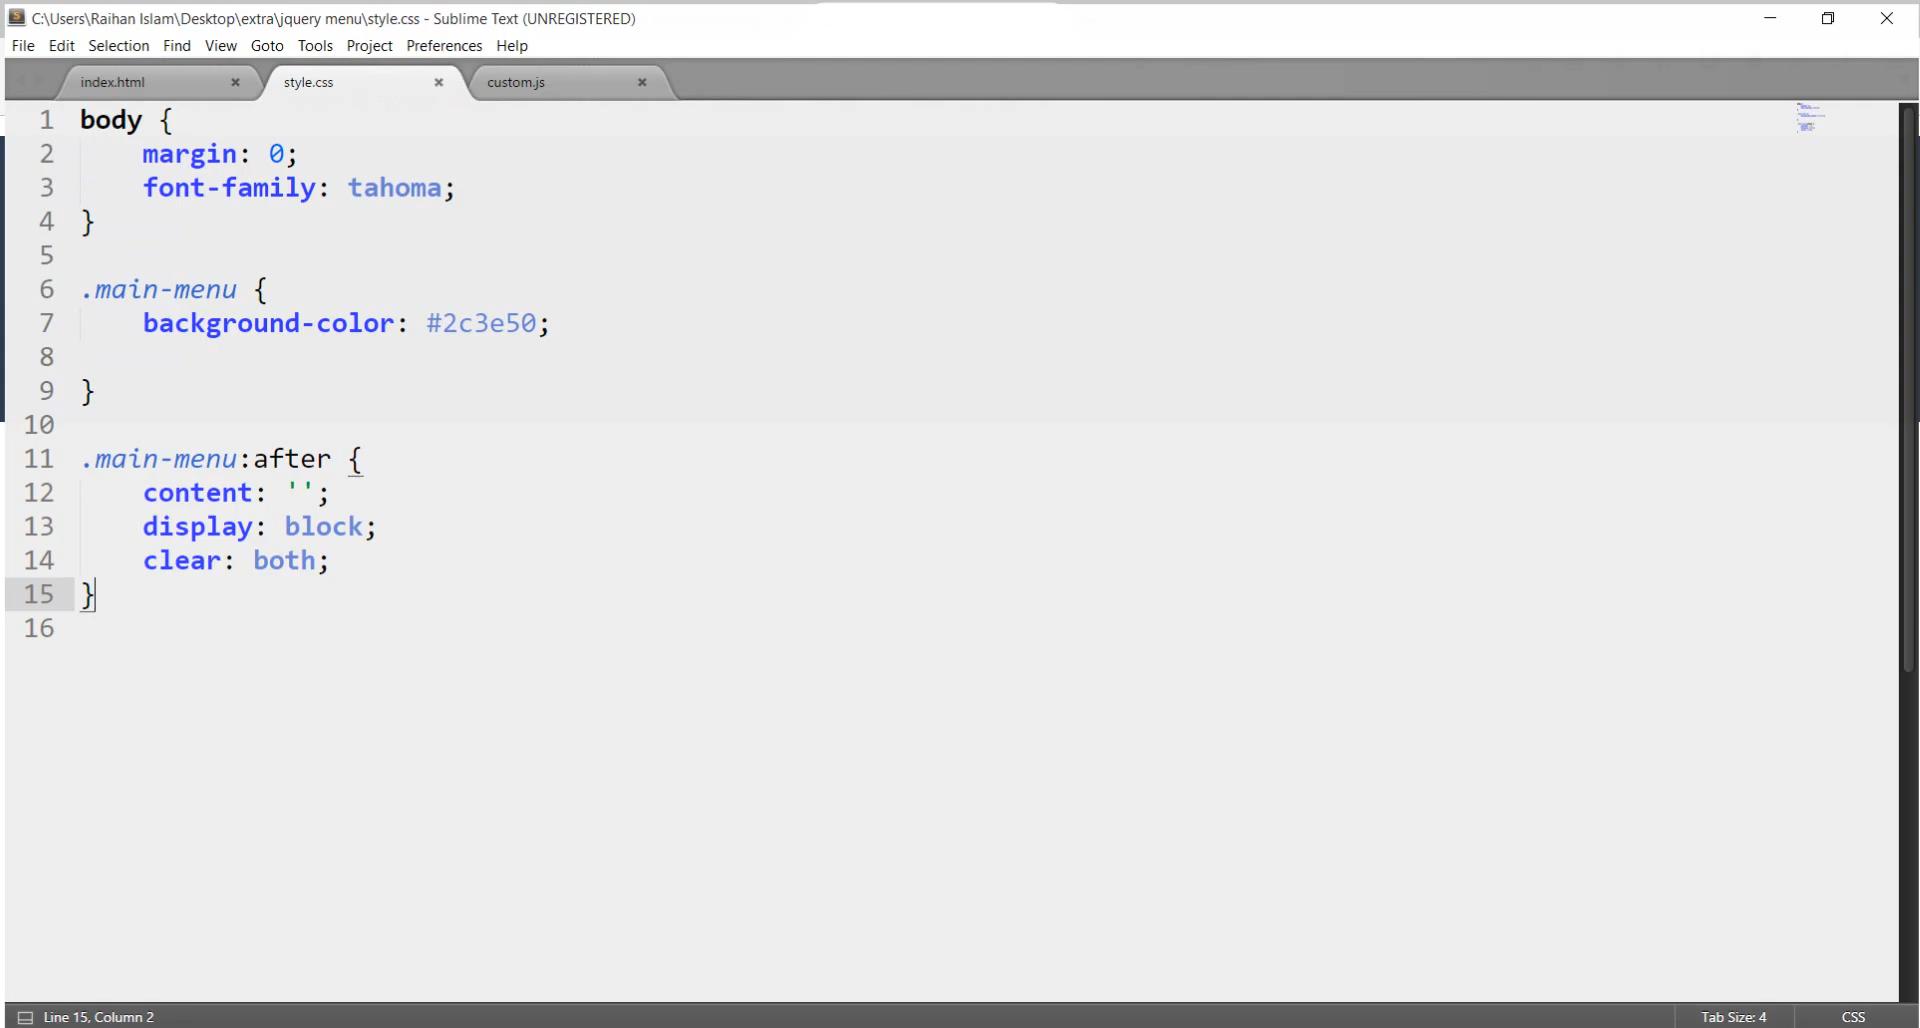 C:\Users\Raihan Islam\Desktop\extra\jquery menu\style.css - Sublime Text (UNREGISTERED)
File Edit Selection Find View Goto Tools Project Preferences Help
index.html × style.css × custom.js ×
1 body {
2     margin: 0;
3     font-family: tahoma;
4 }
5
6 .main-menu {
7     background-color: #2c3e50;
8
9 }
10
11 .main-menu:after {
12     content: '';
13     display: block;
14     clear: both;
15 }
16
Line 15, Column 2 Tab Size: 4 CSS